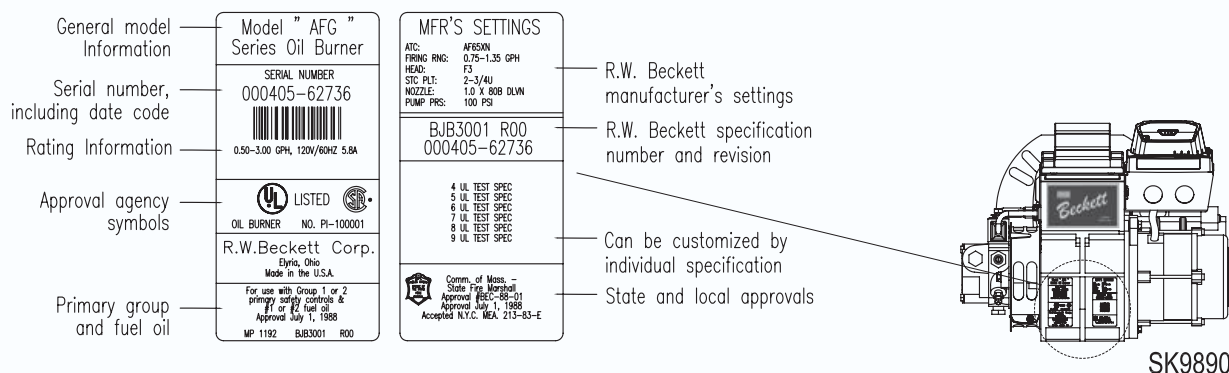 General model
Information
Serial number,
including date code
Rating Information
Approval agency
symbols
Primary group
and fuel oil
Model " AFG "
Series Oil Burner
SERIAL NUMBER
000405-62736
0.50-3.00 GPH, 120V/60HZ 5.8A
UL LISTED SA
OIL BURNER NO. PI-100001
R.W.Beckett Corp.
Elyria, Ohio
Made in the U.S.A.
For use with Group 1 or 2
primary safety controls &
#1 or #2 fuel oil
Approval July 1, 1988
MP 1192 BJB3001 R00
MFR'S SETTINGS
ATC: AF65XN
FIRING RNG: 0.75-1.35 GPH
HEAD: F3
STC PLT: 2-3/4U
NOZZLE: 1.0 X 80B DLVN
PUMP PRS: 100 PSI
BJB3001 R00
000405-62736
4 UL TEST SPEC
5 UL TEST SPEC
6 UL TEST SPEC
7 UL TEST SPEC
8 UL TEST SPEC
9 UL TEST SPEC
Comm. of Mass. -
State Fire Marshall
Approval #BEC-88-01
Approval July 1, 1988
Accepted N.Y.C. MEA. 213-83-E
R.W. Beckett
manufacturer's settings
R.W. Beckett specification
number and revision
Can be customized by
individual specification
State and local approvals
Beckett
SK9890